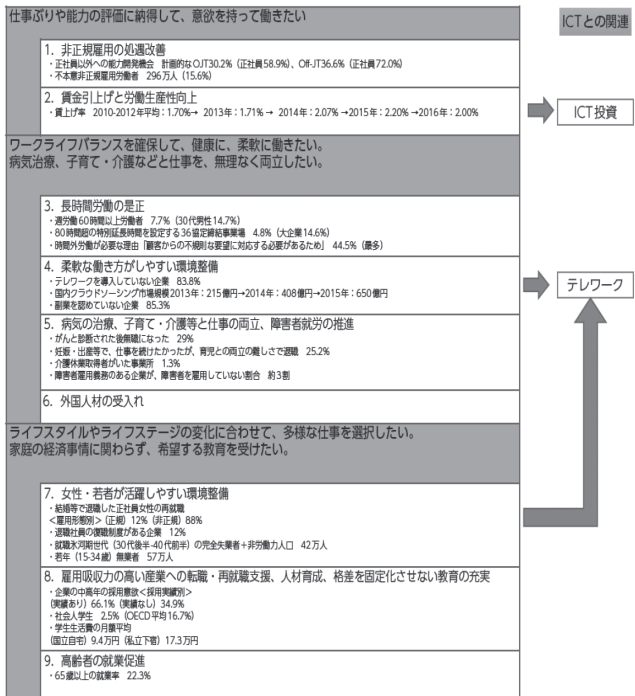 仕事ぶりや能力の評価に納得して、意欲を持って働きたい
ICTとの関連
1. 非正規雇用の処遇改善
・正社員以外への能力開発機会 計画的なOJT30.2%(正社員58.9%)、Off-JT36.6%(正社員72.0%)
・不本意非正規雇用労働者 296万人(15.6%)
2. 賃金引上げと労働生産性向上
・賃上げ率 2010-2012年平均:1.70%→ 2013年:1.71% → 2014年:2.07% →2015年:2.20% →2016年:2.00%
ICT投資
ワークライフバランスを確保して、健康に、柔軟に働きたい。
病気治療、子育て・介護などと仕事を、無理なく両立したい。
3. 長時間労働の是正
・週労働60時間以上労働者 7.7%(30代男性14.7%)
・80時間超の特別延長時間を設定する36協定締結事業場 4.8%(大企業14.6%)
・時間外労働が必要な理由「顧客からの不規則な要望に対応する必要があるため」 44.5%(最多)
4. 柔軟な働き方がしやすい環境整備
・テレワークを導入していない企業 83.8%
・国内クラウドソーシング市場規模2013年:215億円→2014年:408億円→2015年:650億円
・副業を認めていない企業 85.3%
テレワーク
5. 病気の治療、子育て・介護等と仕事の両立、障害者就労の推進
・がんと診断された後無職になった 29%
・妊娠・出産等で、仕事を続けたかったが、育児との両立の難しさで退職 25.2%
・介護休業取得者がいた事業所 1.3%
・障害者雇用義務のある企業が、障害者を雇用していない割合 約3割
6. 外国人材の受入れ
ライフスタイルやライフステージの変化に合わせて、多様な仕事を選択したい。
家庭の経済事情に関わらず、希望する教育を受けたい。
7. 女性・若者が活躍しやすい環境整備
・結婚等で退職した正社員女性の再就職
<雇用形態別>(正規)12%(非正規)88%
・退職社員の復職制度がある企業 12%
・就職氷河期世代(30代後半-40代前半)の完全失業者+非労働力人口 42万人
・若年(15-34歳)無業者 57万人
8. 雇用吸収力の高い産業への転職・再就職支援、人材育成、格差を固定化させない教育の充実
・企業の中高年の採用意欲<採用実績別>
(実績あり)66.1%(実績なし)34.9%
・社会人学生 2.5%(OECD平均16.7%)
・学生生活費の月額平均
(国立自宅)9.4万円(私立下宿)17.3万円
9. 高齢者の就業促進
・65歳以上の就業率 22.3%